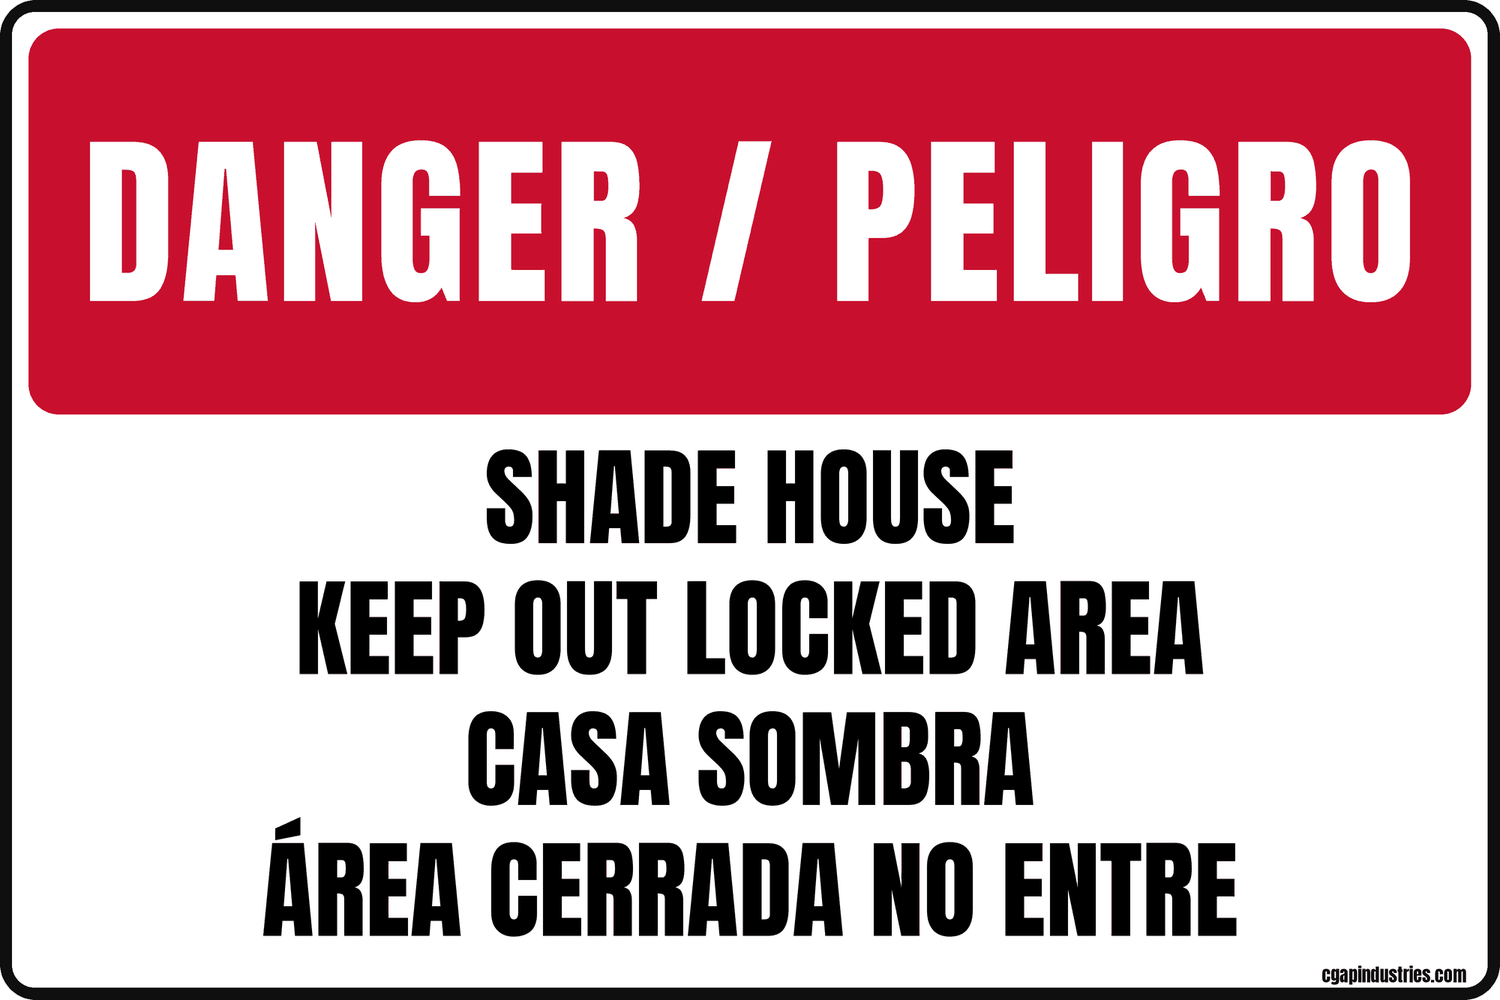 DANGER / PELIGRO
SHADE HOUSE
KEEP OUT LOCKED AREA
CASA SOMBRA
ÁREA CERRADA NO ENTRE
cgapindustries.com